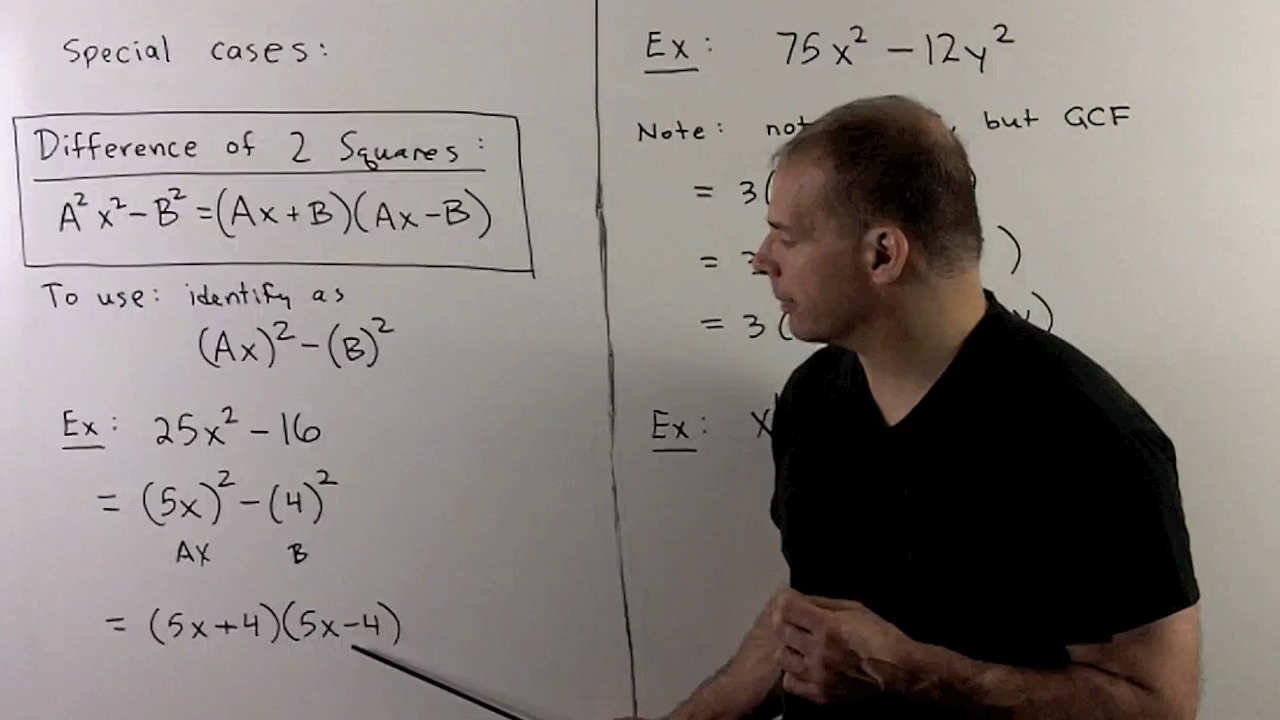 Special cases:
Difference of 2 Squares:
A²x² - B² = (Ax + B)(Ax - B)
To use: identify as
(Ax)² - (B)²
Ex: 25x² - 16
= (5x)² - (4)²
Ax B
= (5x+4)(5x-4)
Ex: 75x² - 12y²
Note: but GCF
= 3(
=
)
= 3(
)
Ex: x